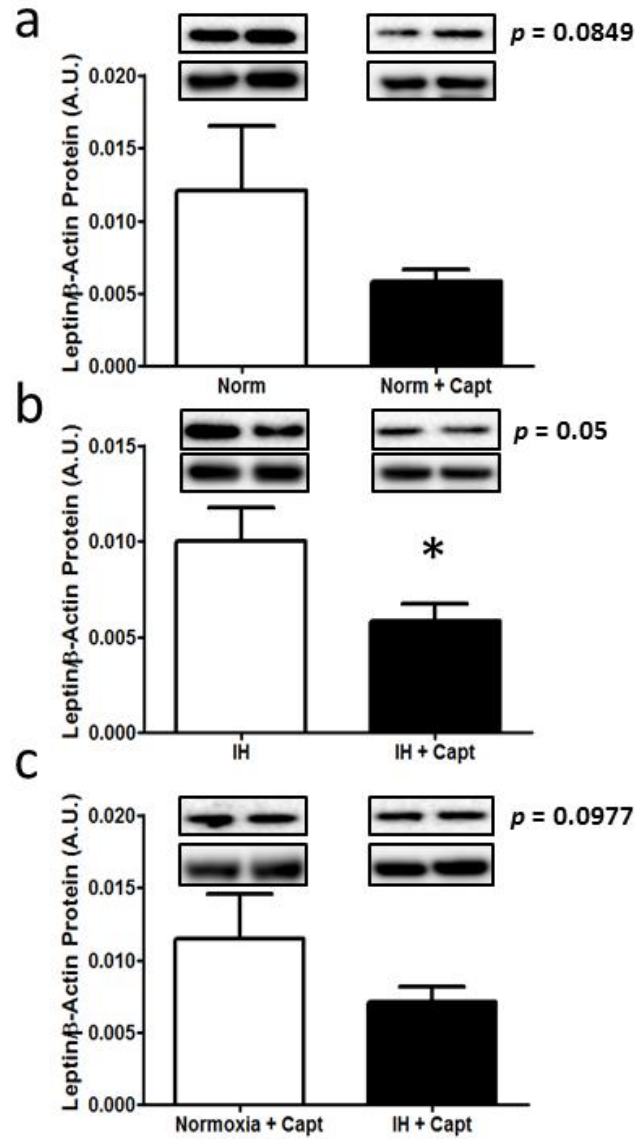 a
p = 0.0849
Leptin/β-Actin Protein (A.U.)
0.020
0.015
0.010
0.005
0.000
Norm
Norm + Capt
b
p = 0.05
Leptin/β-Actin Protein (A.U.)
0.015
0.010
0.005
0.000
*
IH
IH + Capt
c
p = 0.0977
Leptin/β-Actin Protein (A.U.)
0.020
0.015
0.010
0.005
0.000
Normoxia + Capt
IH + Capt